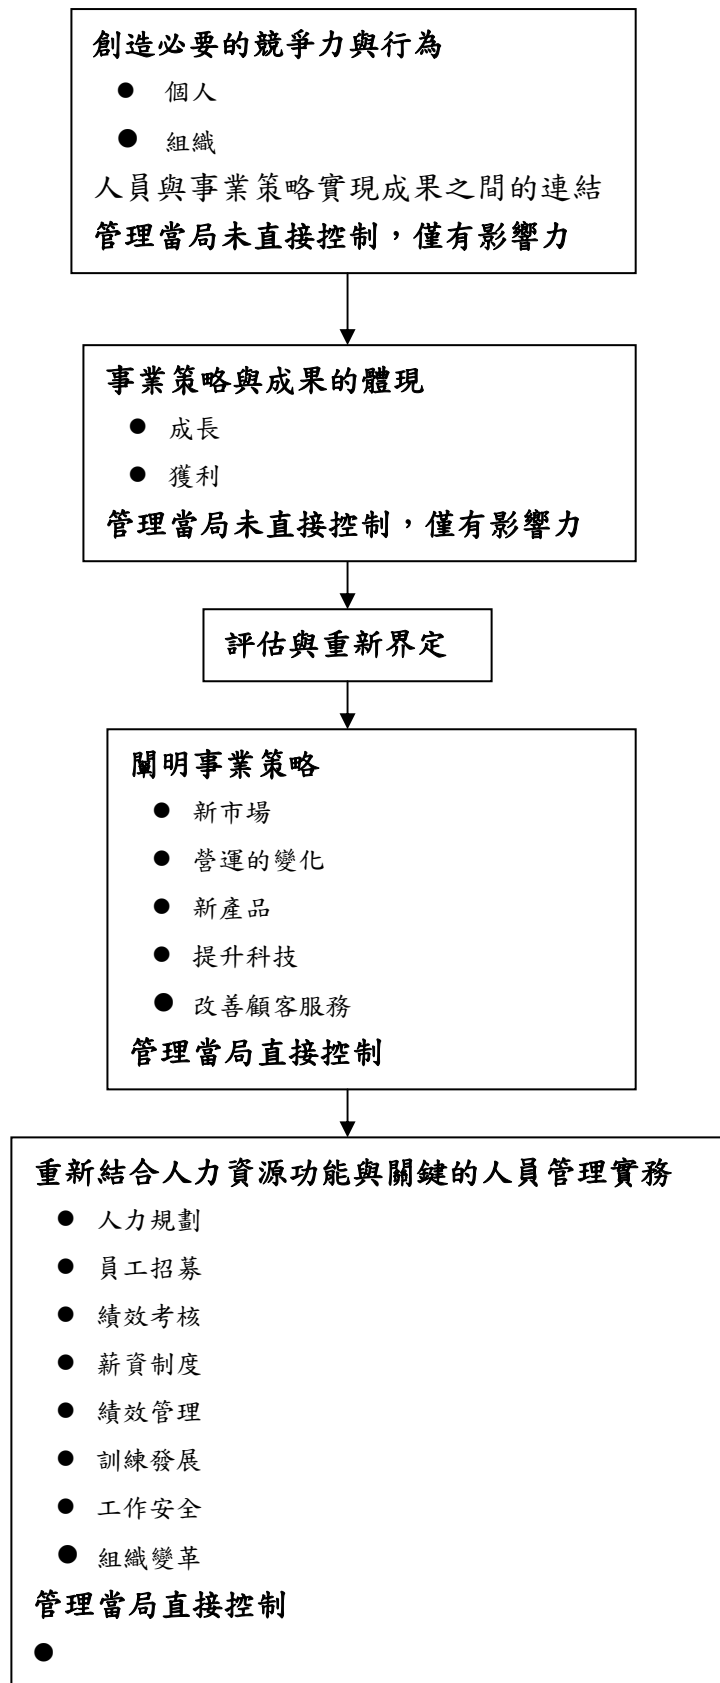 創造必要的競爭力與行為
● 個人
● 組織
人員與事業策略實現成果之間的連結
管理當局未直接控制，僅有影響力
事業策略與成果的體現
● 成長
● 獲利
管理當局未直接控制，僅有影響力
評估與重新界定
闡明事業策略
● 新市場
● 營運的變化
● 新產品
● 提升科技
● 改善顧客服務
管理當局直接控制
重新結合人力資源功能與關鍵的人員管理實務
● 人力規劃
● 員工招募
● 績效考核
● 薪資制度
● 績效管理
● 訓練發展
● 工作安全
● 組織變革
管理當局直接控制
●